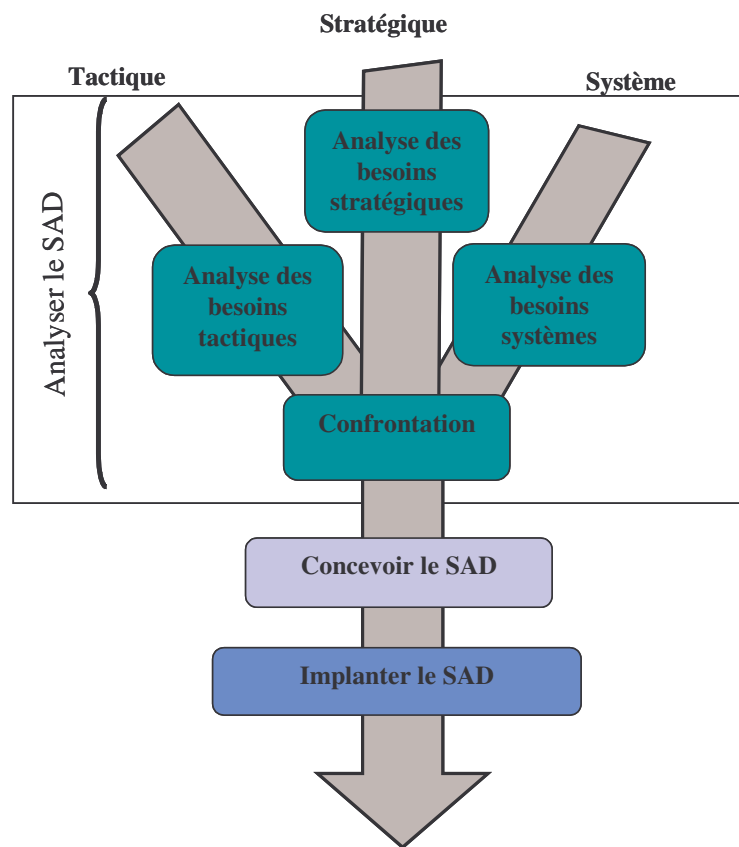 Stratégique
Tactique
Système
Analyser le SAD
Analyse des
besoins
stratégiques
Analyse des
besoins
tactiques
Analyse des
besoins
systèmes
Confrontation
Concevoir le SAD
Implanter le SAD